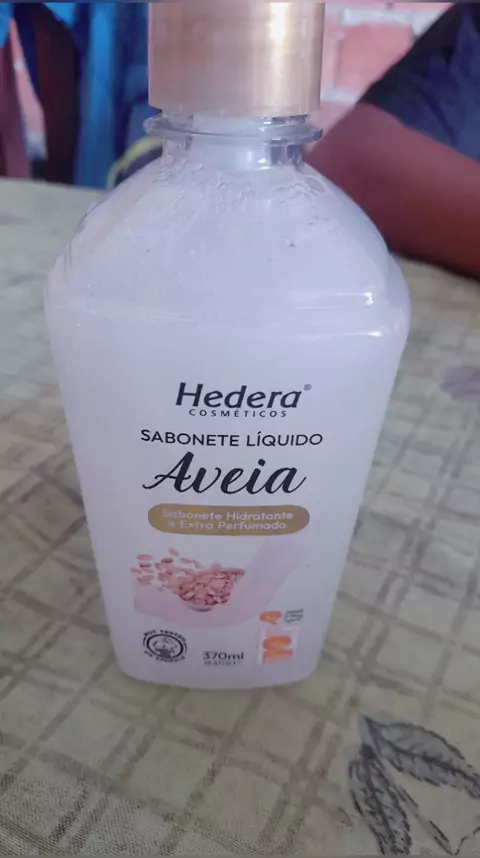 Hedera®
COSMÉTICOS
SABONETE LÍQUIDO
Aveia
Sabonete Hidratante
e Extra Perfumado
370ml